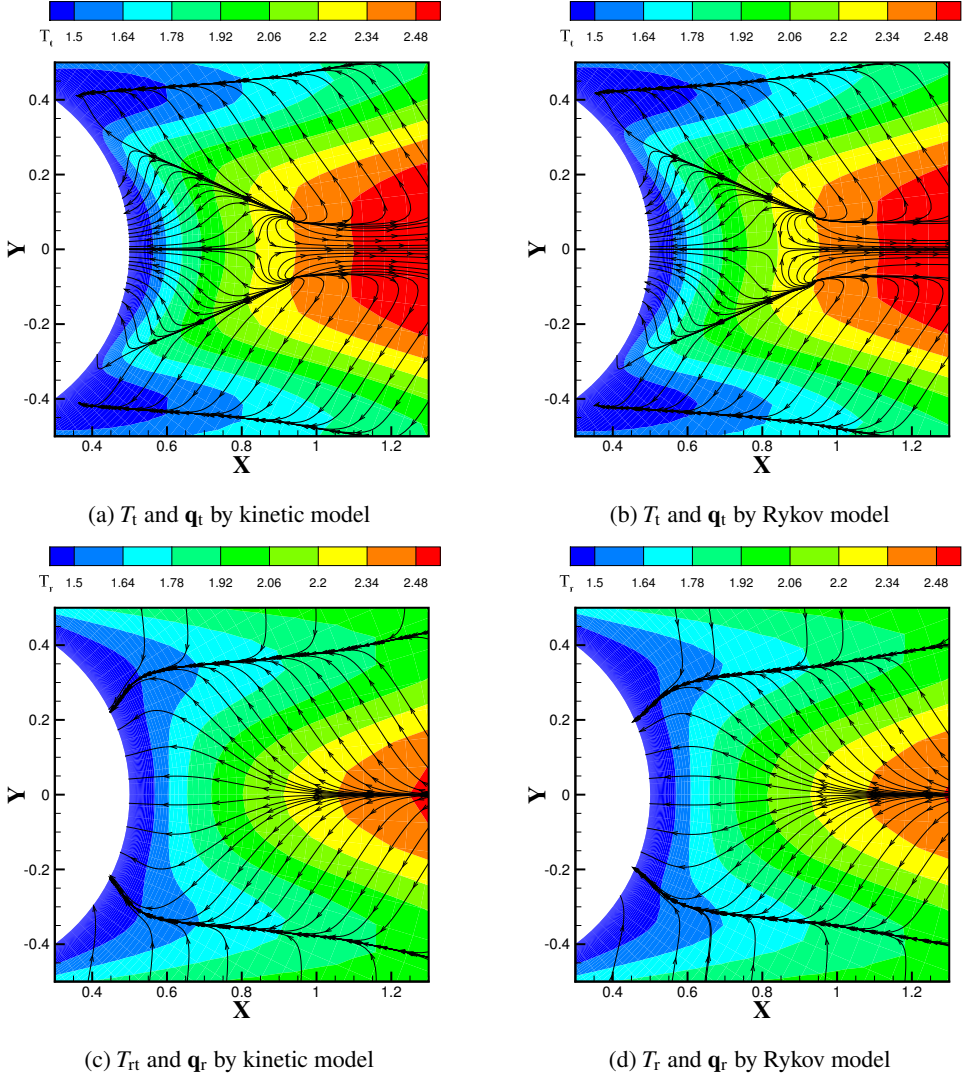 T 1.5 1.64 1.78 1.92 2.06 2.2 2.34 2.48
Y
0.4
0.2
0
-0.2
-0.4
0.4 0.6 0.8 1 1.2
X
(a) Tt and qt by kinetic model
T 1.5 1.64 1.78 1.92 2.06 2.2 2.34 2.48
Y
0.4
0.2
0
-0.2
-0.4
0.4 0.6 0.8 1 1.2
X
(b) Tt and qt by Rykov model
Tr 1.5 1.64 1.78 1.92 2.06 2.2 2.34 2.48
Y
0.4
0.2
0
-0.2
-0.4
0.4 0.6 0.8 1 1.2
X
(c) Trt and qr by kinetic model
Tr 1.5 1.64 1.78 1.92 2.06 2.2 2.34 2.48
Y
0.4
0.2
0
-0.2
-0.4
0.4 0.6 0.8 1 1.2
X
(d) Tr and qr by Rykov model